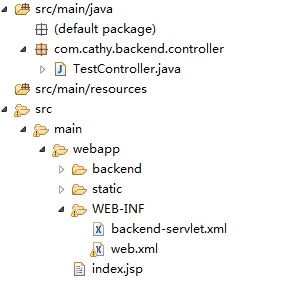 src/main/java
(default package)
com.cathy.backend.controller
TestController.java
src/main/resources
src
main
webapp
backend
static
WEB-INF
backend-servlet.xml
web.xml
index.jsp